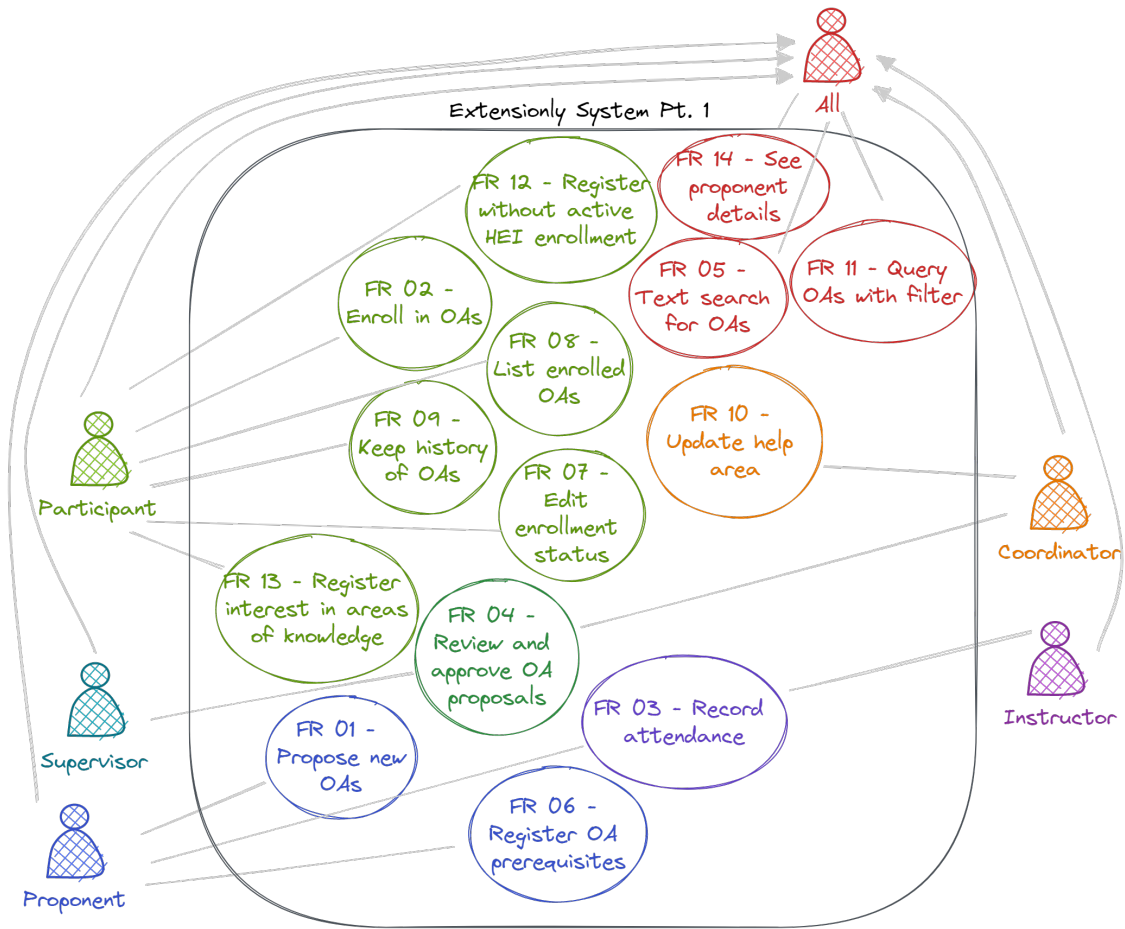 All
Extensionly System Pt. 1
FR 12 - Register
without active
HEI enrollment
FR 14 - See
proponent
details
FR 02 -
Enroll in OAs
FR 05 -
Text search
for OAs
FR 11 - Query
OAs with filter
FR 08 -
List enrolled
OAs
FR 09 -
Keep history
of OAs
FR 10 -
Update help
area
Participant
FR 07 -
Edit
enrollment
status
Coordinator
FR 13 - Register
interest in areas
of knowledge
FR 04 -
Review and
approve OA
proposals
Supervisor
FR 01 -
Propose new
OAs
FR 03 - Record
attendance
Instructor
FR 06 -
Register OA
prerequisites
Proponent